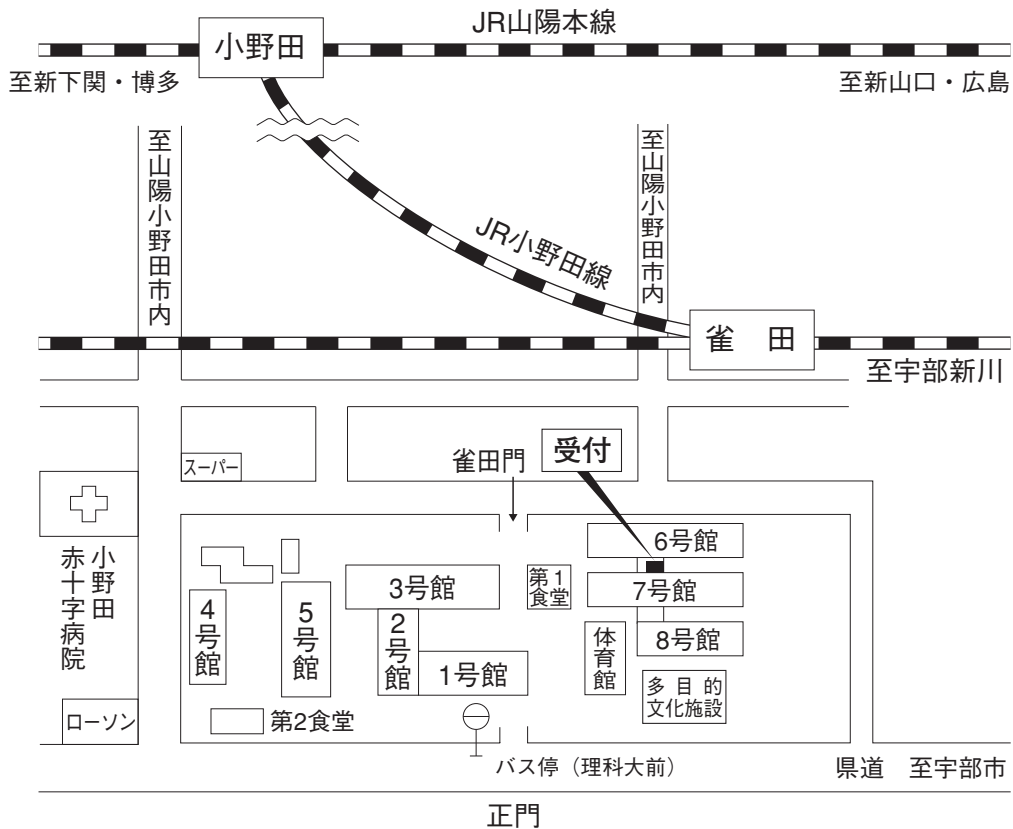 JR山陽本線
小野田
至新下関・博多
至新山口・広島
至山陽小野田市内
至山陽小野田市内
JR小野田線
雀 田
至宇部新川
スーパー
雀田門
受付
小野田
赤十字病院
6号館
7号館
8号館
第1
食堂
3号館
4号館
5号館
2号館
1号館
体育館
多目的
文化施設
ローソン
第2食堂
バス停（理科大前）
県道 至宇部市
正門